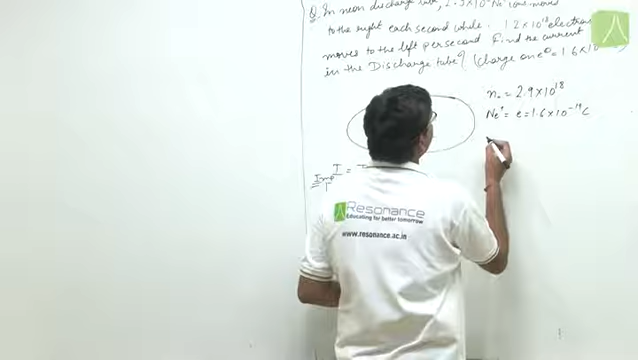 Q. In neon discharge tube, 2.9×10¹⁸ Ne⁺ ions moves
to the right each second while 1.2×10¹⁸ electrons
moves to the left per second Find the current
in the Discharge tube? (charge on e⁻ = 1.6×10
n₊ = 2.9×10¹⁸
Ne⁺ = e = 1.6×10⁻¹⁹ C
I =
Resonance
Educating for better tomorrow
www.resonance.ac.in